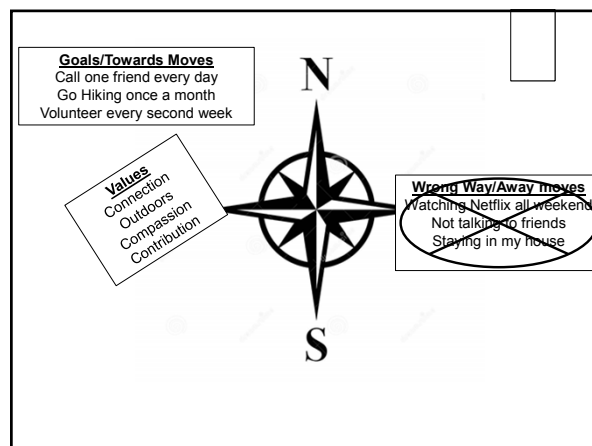 Goals/Towards Moves
Call one friend every day
Go Hiking once a month
Volunteer every second week
N
Values
Connection
Outdoors
Compassion
Contribution
Wrong Way/Away moves
Watching Netflix all weekend
Not talking to friends
Staying in my house
S